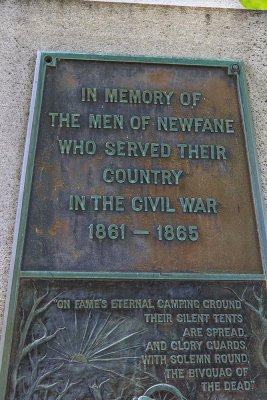 IN MEMORY OF
THE MEN OF NEWFANE
WHO SERVED THEIR
COUNTRY
IN THE CIVIL WAR
1861 — 1865
"ON FAME'S ETERNAL CAMPING GROUND
THEIR SILENT TENTS
ARE SPREAD,
AND GLORY GUARDS,
WITH SOLEMN ROUND,
THE BIVOUAC OF
THE DEAD"